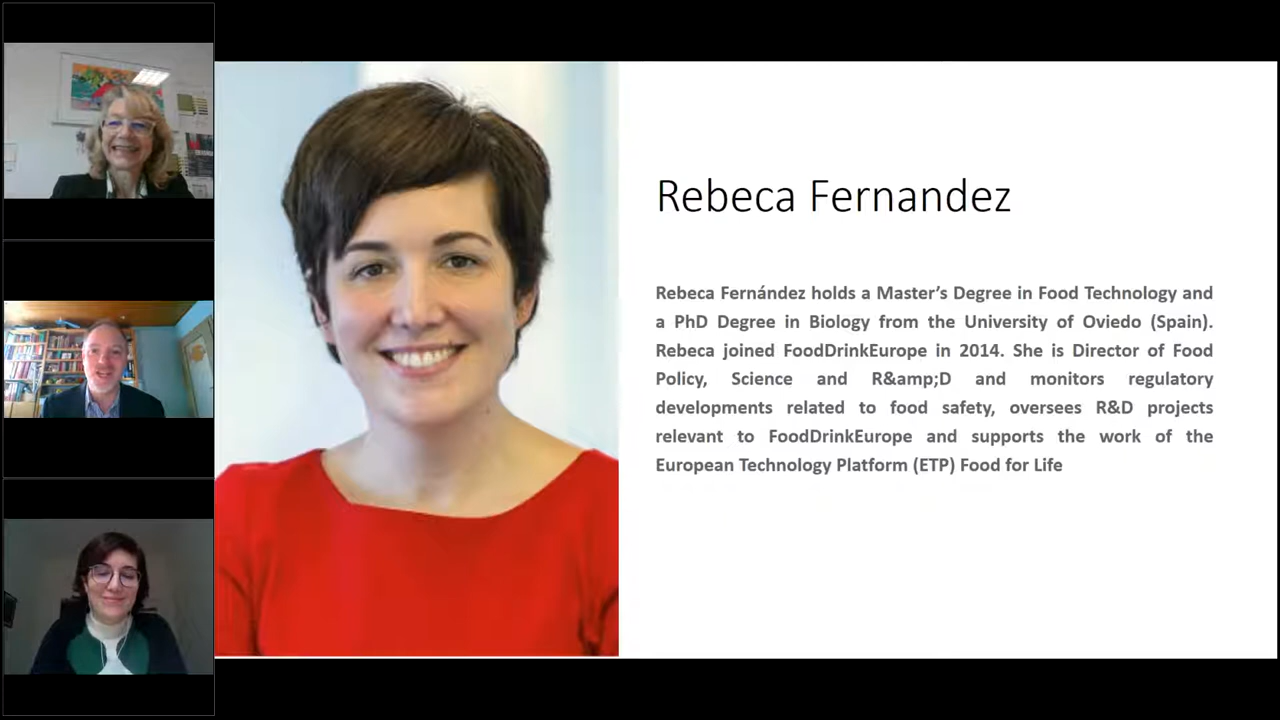 Rebeca Fernandez
Rebeca Fernández holds a Master’s Degree in Food Technology and
a PhD Degree in Biology from the University of Oviedo (Spain).
Rebeca joined FoodDrinkEurope in 2014. She is Director of Food
Policy, Science and R&amp;D and monitors regulatory
developments related to food safety, oversees R&D projects
relevant to FoodDrinkEurope and supports the work of the
European Technology Platform (ETP) Food for Life